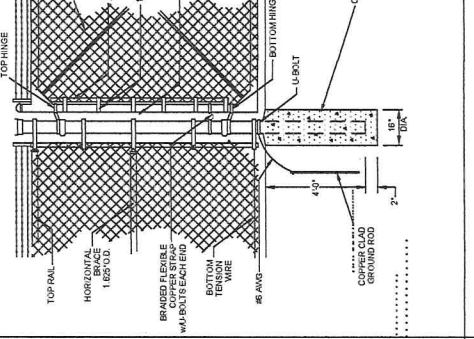 TOP HINGE
TOP RAIL
HORIZONTAL
BRACE
1.625"O.D.
BRAIDED FLEXIBLE
COPPER STRAP
w/U-BOLTS EACH END
BOTTOM
TENSION
WIRE
#6 AWG
BOTTOM HING
U-BOLT
16"
DIA
4'-0"
2"
COPPER CLAD
GROUND ROD